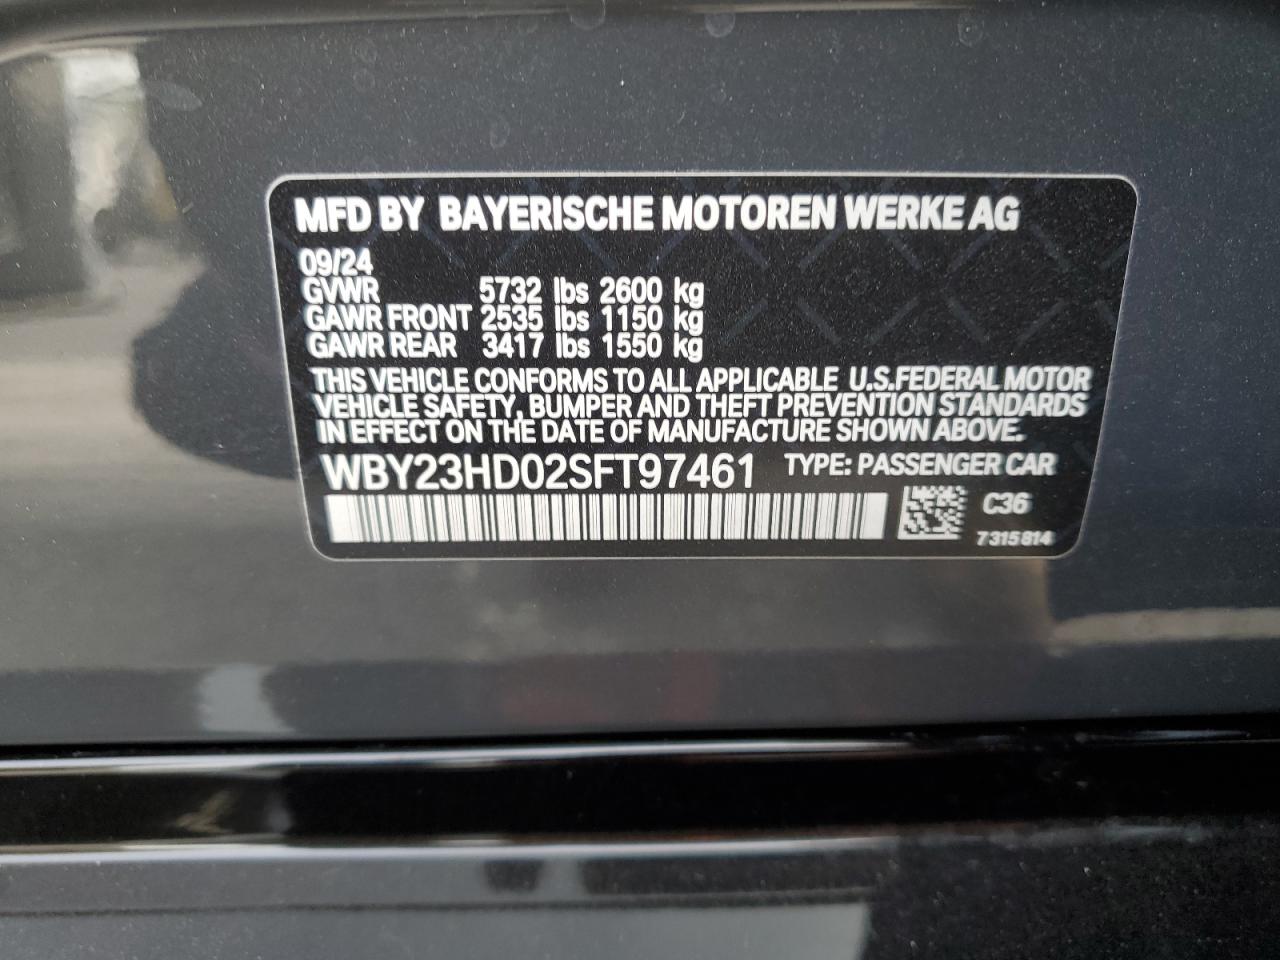 MFD BY BAYERISCHE MOTOREN WERKE AG
09/24
GVWR 5732 lbs 2600 kg
GAWR FRONT 2535 lbs 1150 kg
GAWR REAR 3417 lbs 1550 kg
THIS VEHICLE CONFORMS TO ALL APPLICABLE U.S.FEDERAL MOTOR
VEHICLE SAFETY, BUMPER AND THEFT PREVENTION STANDARDS
IN EFFECT ON THE DATE OF MANUFACTURE SHOWN ABOVE.
WBY23HD02SFT97461 TYPE: PASSENGER CAR
C36
7315814